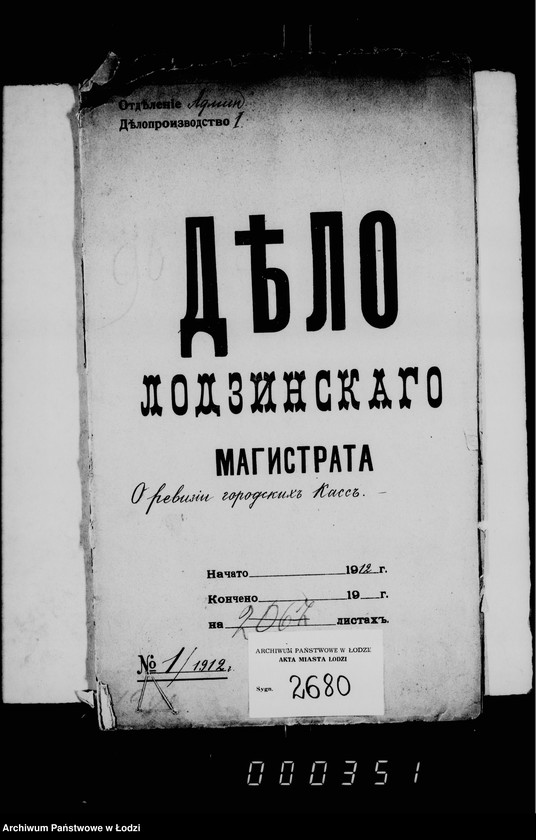 Отдѣленіе Админ
Дѣлопроизводство 1
ДѢЛО
ЛОДЗИНСКАГО
МАГИСТРАТА
О ревизіи городскихъ Кассъ. –
Начато 1912 г.
Кончено 19 г.
на листахъ.
№ 1/1912 г.
ARCHIWUM PAŃSTWOWE W ŁODZI
AKTA MIASTA ŁODZI
Sygn. 2680
000351
Archiwum Państwowe w Łodzi